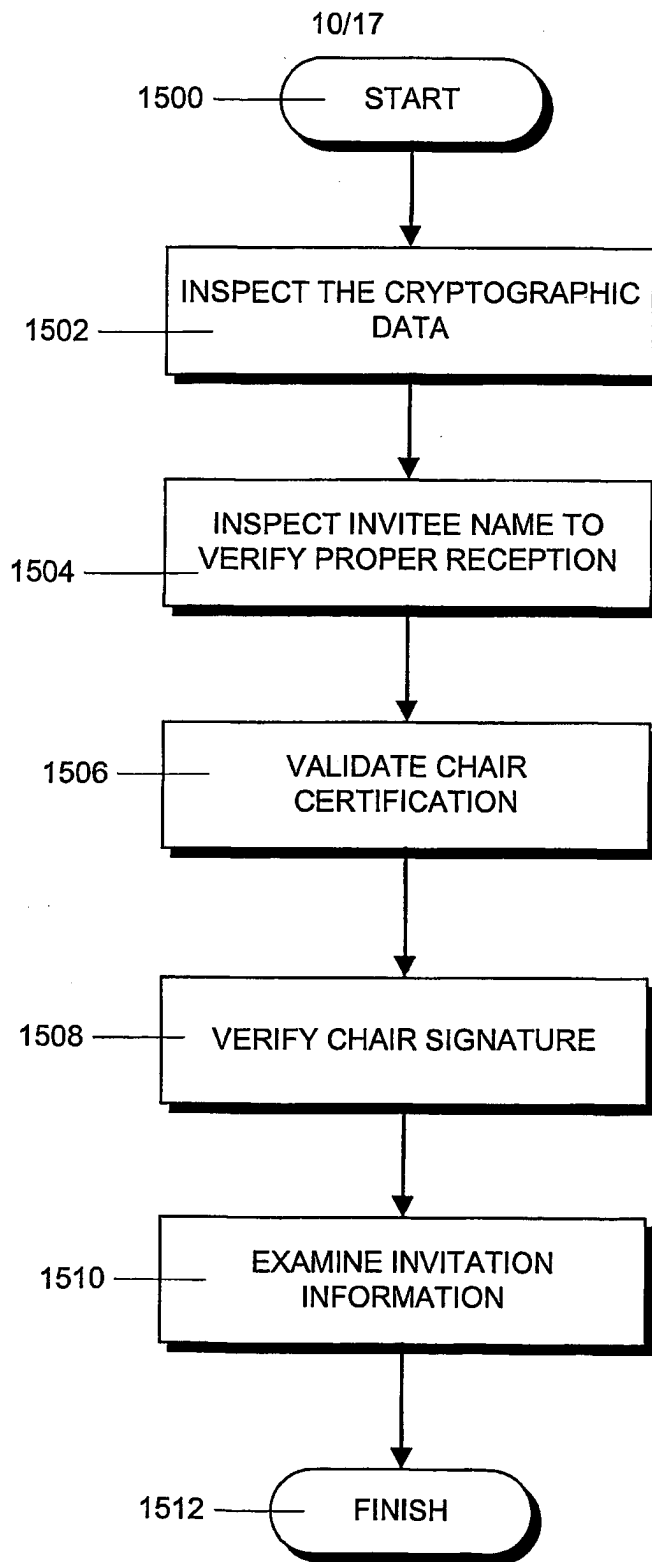 10/17
1500
START
1502
INSPECT THE CRYPTOGRAPHIC
DATA
1504
INSPECT INVITEE NAME TO
VERIFY PROPER RECEPTION
1506
VALIDATE CHAIR
CERTIFICATION
1508
VERIFY CHAIR SIGNATURE
1510
EXAMINE INVITATION
INFORMATION
1512
FINISH